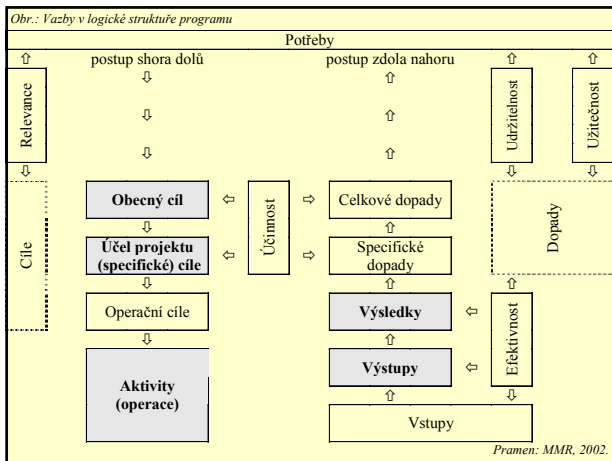 Obr.: Vazby v logické struktuře programu
Potřeby
postup shora dolů
postup zdola nahoru
Relevance
Udržitelnost
Užitečnost
Obecný cíl
Účinnost
Celkové dopady
Dopady
Cíle
Účel projektu
(specifické) cíle
Specifické
dopady
Operační cíle
Výsledky
Efektivnost
Aktivity
(operace)
Výstupy
Vstupy
Pramen: MMR, 2002.